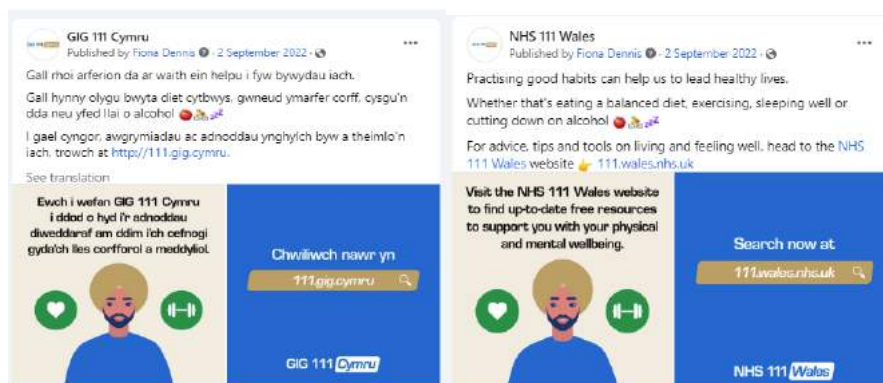 GIG 111 Cymru
Published by Fiona Dennis · 2 September 2022 ·
Gall rhoi arferion da ar waith ein helpu i fyw bywydau iach.
Gall hynny olygu bwyta diet cytbwys, gwneud ymarfer corff, cysgu'n
dda neu yfed llai o alcohol 🍎🚴💤
I gael cyngor, awgrymiadau ac adnoddau ynghylch byw a theimlo'n
iach, trowch at http://111.gig.cymru.
See translation
Ewch i wefan GIG 111 Cymru
i ddod o hyd i'r adnoddau
diweddaraf am ddim i'ch cefnogi
gyda'ch lles corfforol a meddyliol.
Chwiliwch nawr yn
111.gig.cymru
GIG 111 Cymru
NHS 111 Wales
Published by Fiona Dennis · 2 September 2022 ·
Practising good habits can help us to lead healthy lives.
Whether that's eating a balanced diet, exercising, sleeping well or
cutting down on alcohol 🍎🚴💤
For advice, tips and tools on living and feeling well, head to the NHS
111 Wales website 👉 111.wales.nhs.uk
Visit the NHS 111 Wales website
to find up-to-date free resources
to support you with your physical
and mental wellbeing.
Search now at
111.wales.nhs.uk
NHS 111 Wales